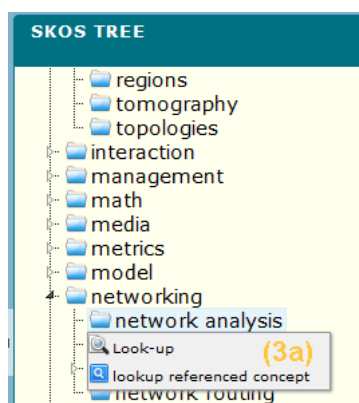 SKOS TREE
regions
tomography
topologies
interaction
management
math
media
metrics
model
networking
network analysis
Look-up (3a)
lookup referenced concept
network routing